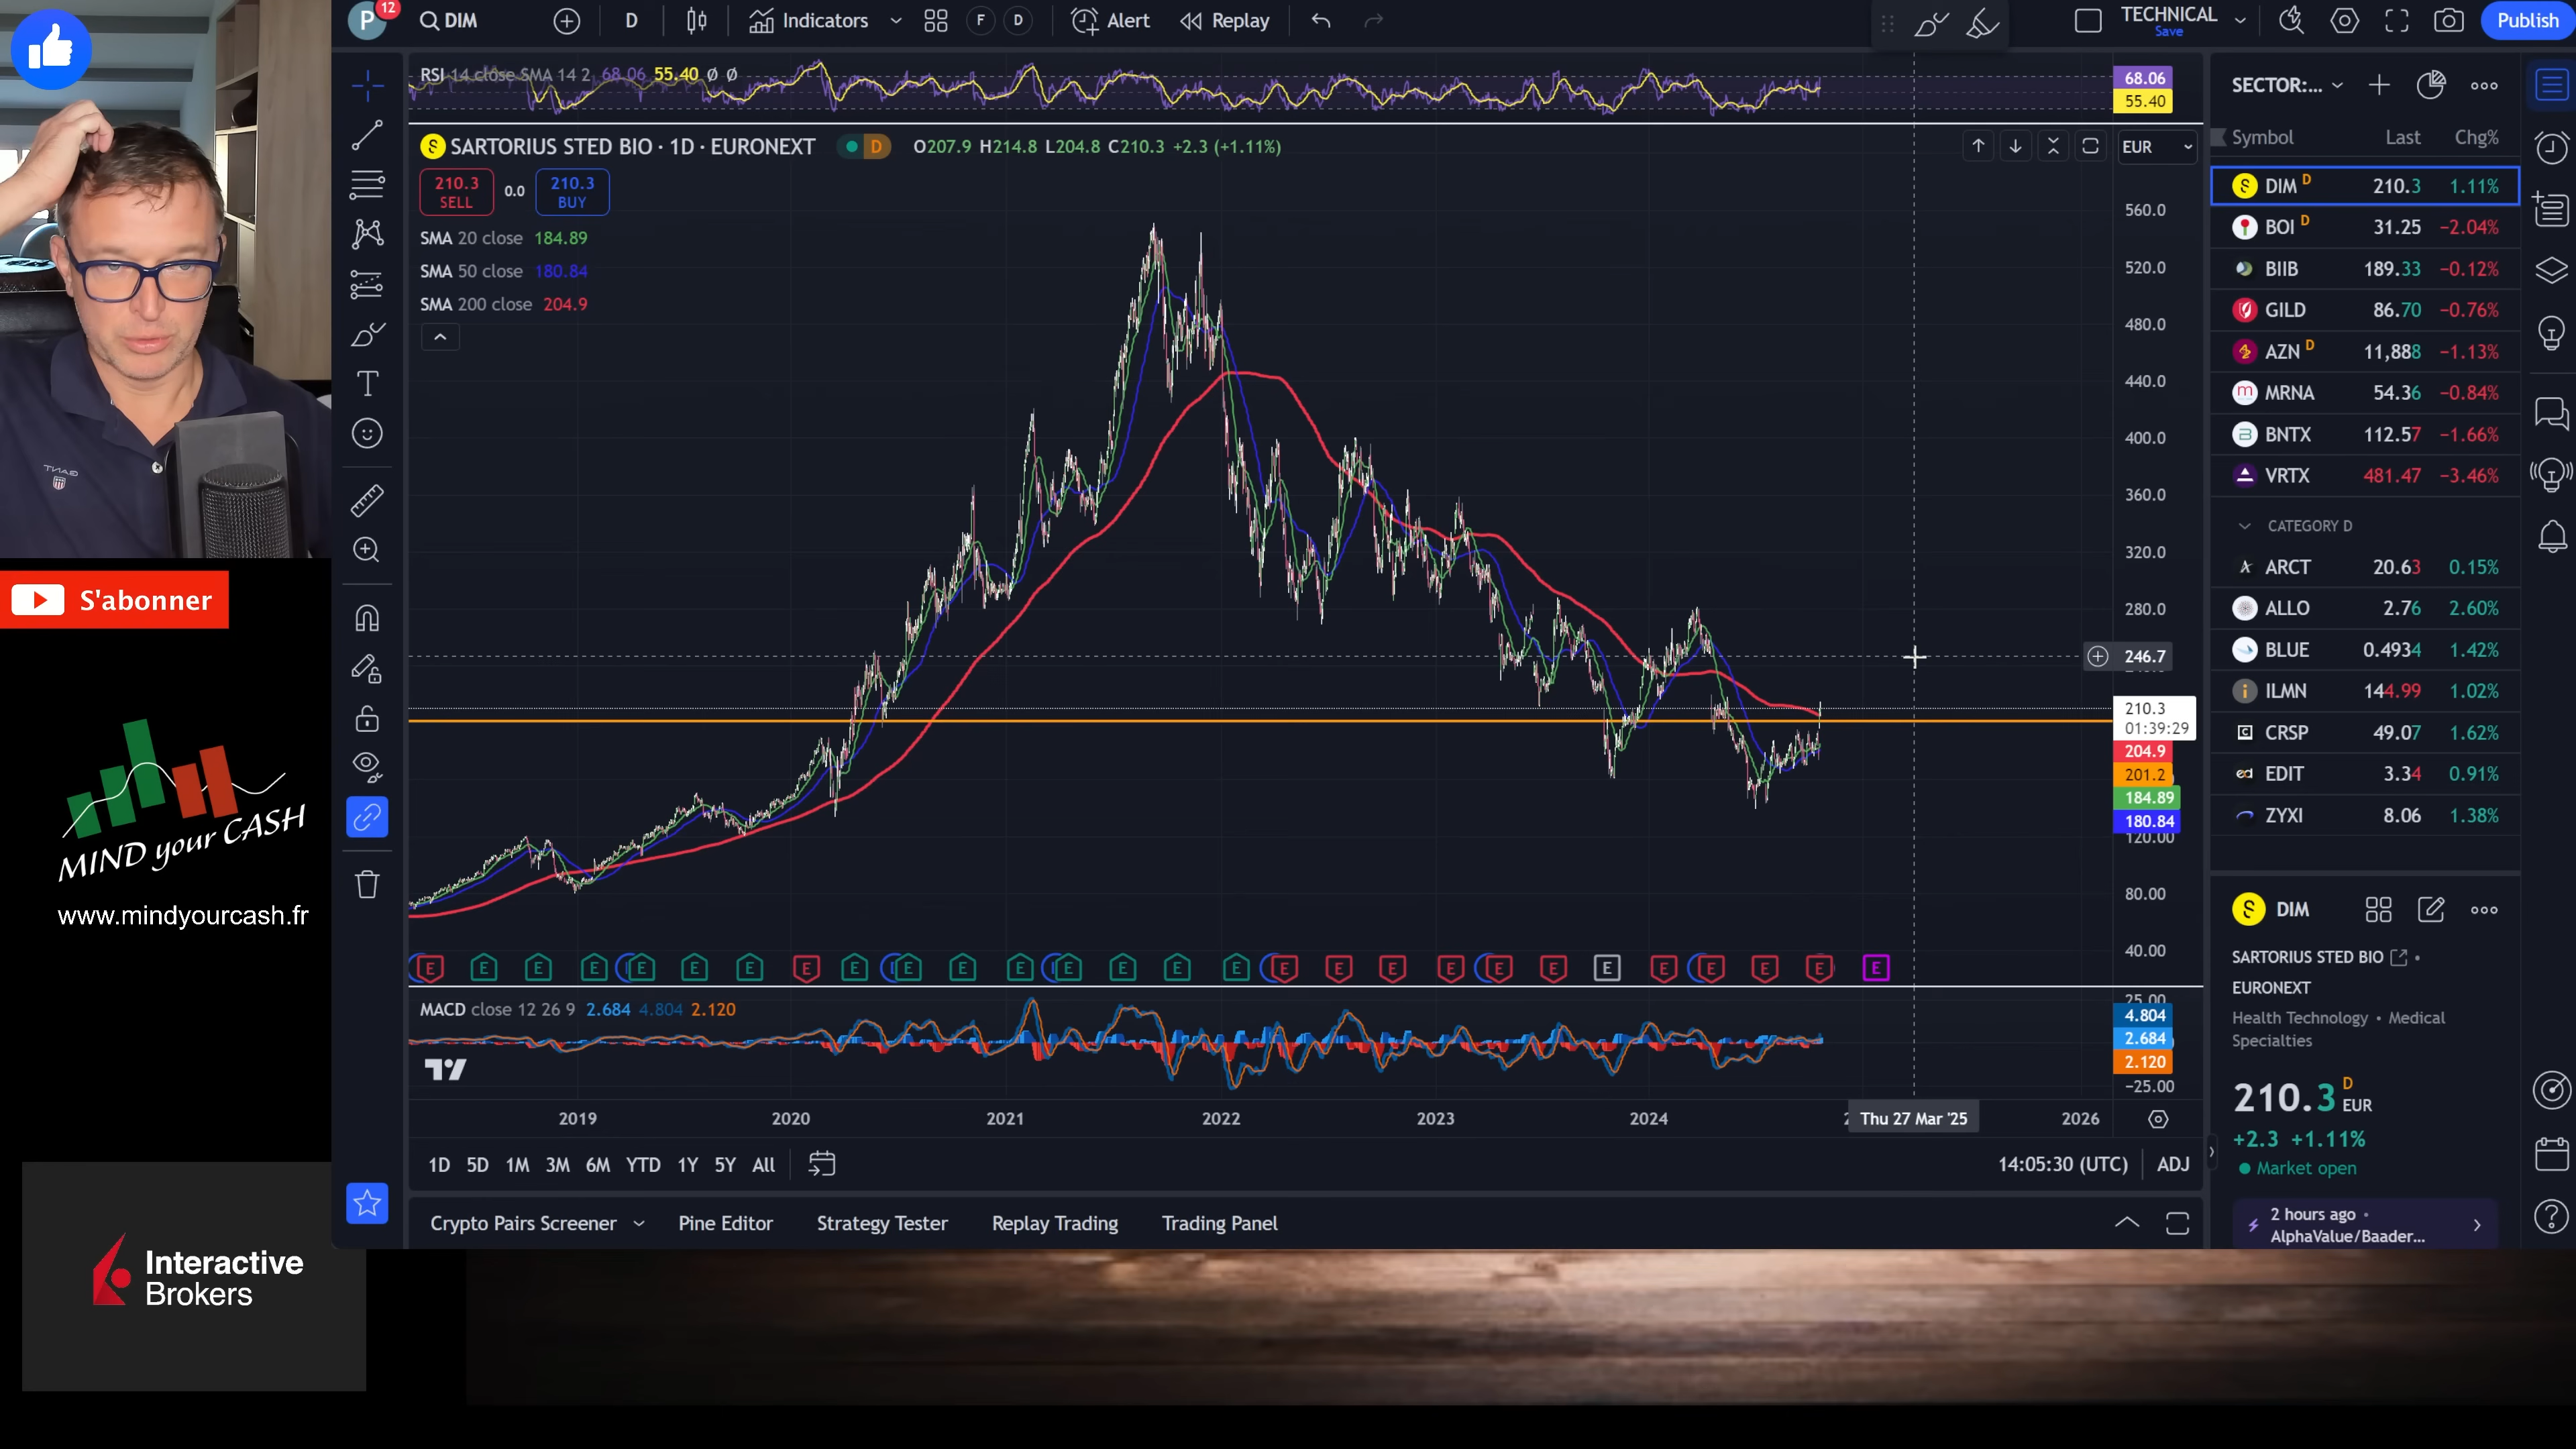 P 12 DIM D Indicators F D Alert Replay TECHNICAL Save Publish
RSI 14 close SMA 14 2 68.06 55.40 Ø Ø
68.06
55.40
SARTORIUS STED BIO · 1D · EURONEXT D O207.9 H214.8 L204.8 C210.3 +2.3 (+1.11%)
EUR
210.3 SELL 0.0 210.3 BUY
SMA 20 close 184.89
SMA 50 close 180.84
SMA 200 close 204.9
560.0
520.0
480.0
440.0
400.0
360.0
320.0
280.0
246.7
210.3
01:39:29
204.9
201.2
184.89
180.84
120.00
80.00
40.00
E E E E E E E E E E E E E E E E E E E E E E E E E E E
MACD close 12 26 9 2.684 4.804 2.120
25.00
4.804
2.684
2.120
−25.00
2019 2020 2021 2022 2023 2024 Thu 27 Mar '25 2026
1D 5D 1M 3M 6M YTD 1Y 5Y All 14:05:30 (UTC) ADJ
Crypto Pairs Screener Pine Editor Strategy Tester Replay Trading Trading Panel
SECTOR:...
Symbol Last Chg%
DIM D 210.3 1.11%
BOI D 31.25 −2.04%
BIIB 189.33 −0.12%
GILD 86.70 −0.76%
AZN D 11,888 −1.13%
MRNA 54.36 −0.84%
BNTX 112.57 −1.66%
VRTX 481.47 −3.46%
CATEGORY D
ARCT 20.63 0.15%
ALLO 2.76 2.60%
BLUE 0.4934 1.42%
ILMN 144.99 1.02%
CRSP 49.07 1.62%
EDIT 3.34 0.91%
ZYXI 8.06 1.38%
DIM
SARTORIUS STED BIO •
EURONEXT
Health Technology • Medical
Specialties
210.3 D EUR
+2.3 +1.11%
Market open
2 hours ago •
AlphaValue/Baader...
GANT
S'abonner
MIND your CASH
www.mindyourcash.fr
Interactive
Brokers